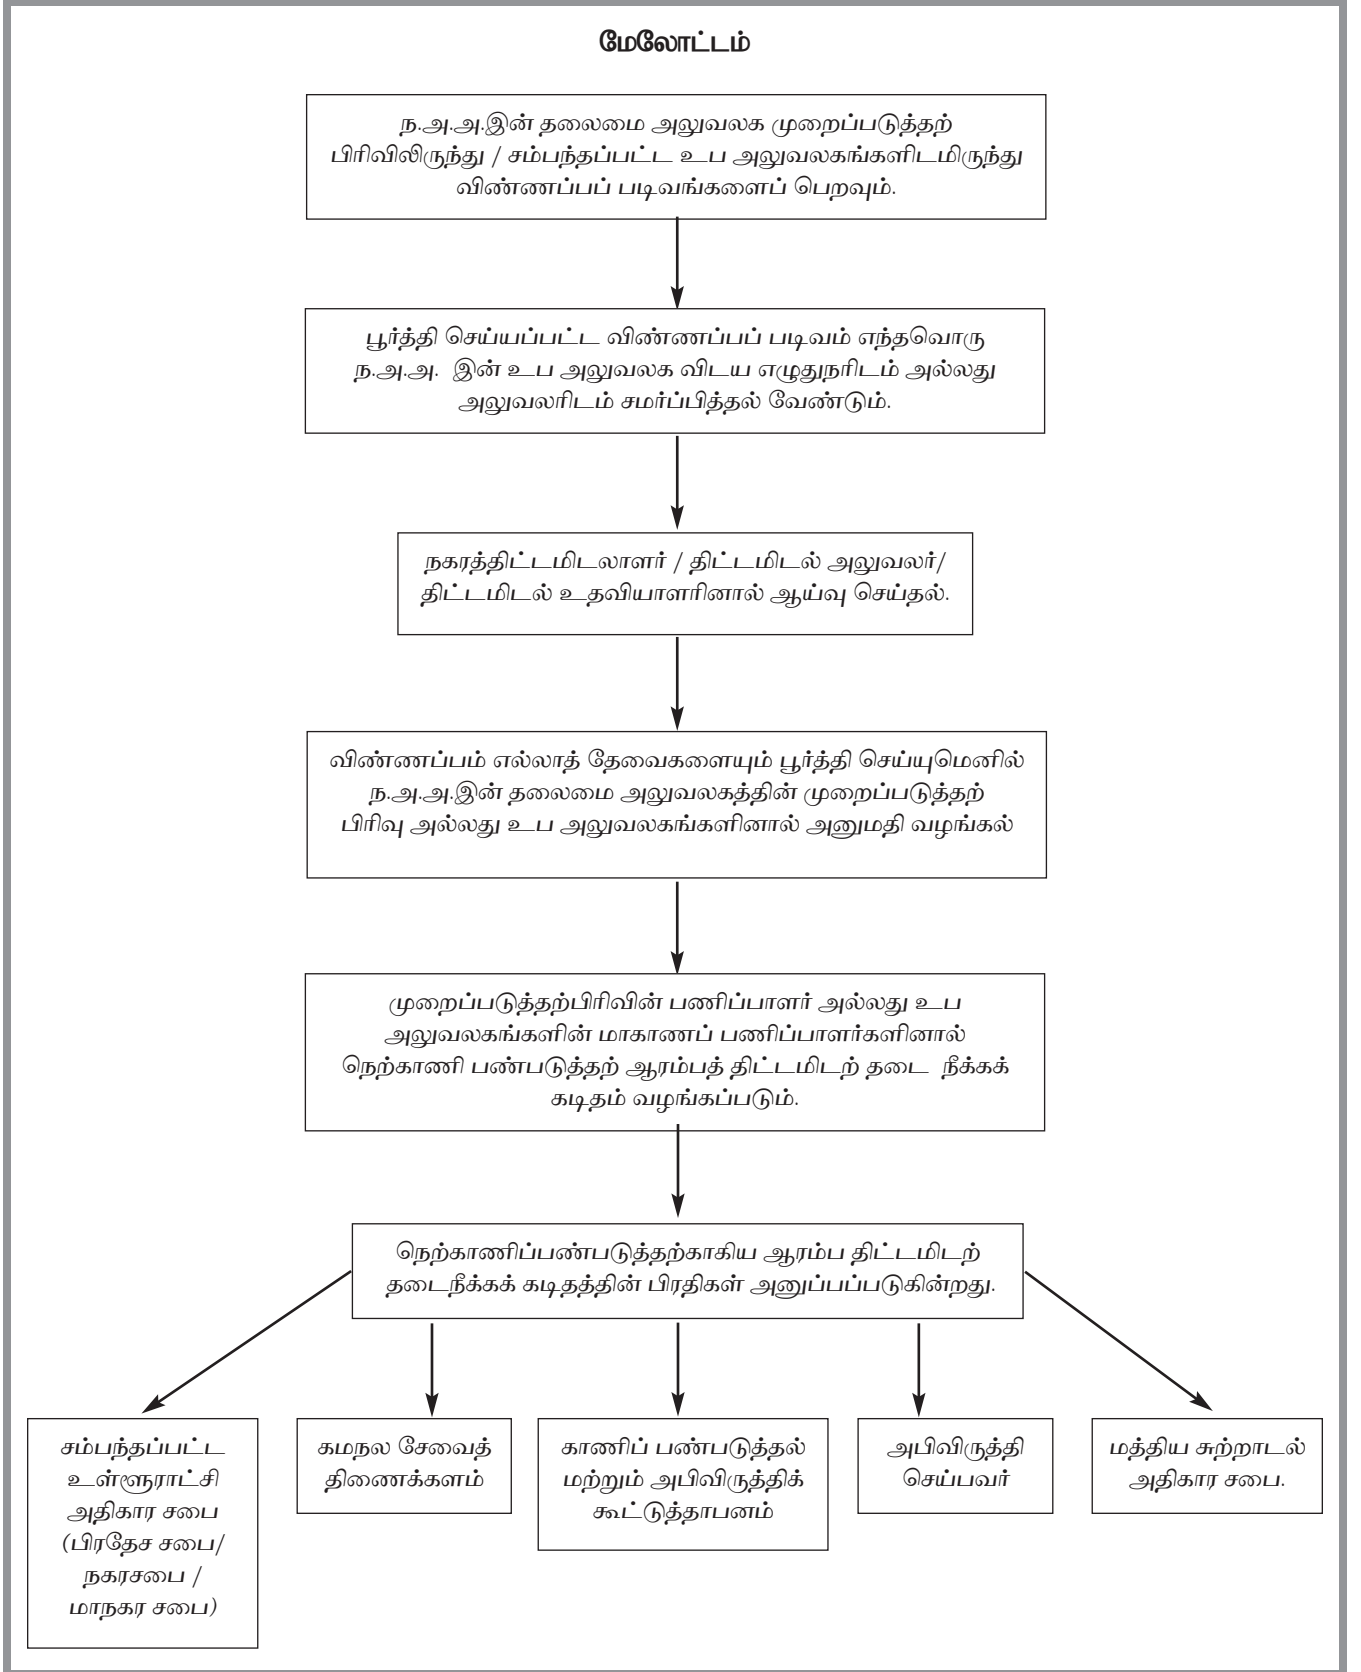 மேலோட்டம்
ந.அ.அ.இன் தலைமை அலுவலக முறைப்படுத்தற்
பிரிவிலிருந்து / சம்பந்தப்பட்ட உப அலுவலகங்களிடமிருந்து
விண்ணப்பப் படிவங்களைப் பெறவும்.
பூர்த்தி செய்யப்பட்ட விண்ணப்பப் படிவம் எந்தவொரு
ந.அ.அ. இன் உப அலுவலக விடய எழுதுநரிடம் அல்லது
அலுவலரிடம் சமர்ப்பித்தல் வேண்டும்.
நகரத்திட்டமிடலாளர் / திட்டமிடல் அலுவலர்/
திட்டமிடல் உதவியாளரினால் ஆய்வு செய்தல்.
விண்ணப்பம் எல்லாத் தேவைகளையும் பூர்த்தி செய்யுமெனில்
ந.அ.அ.இன் தலைமை அலுவலகத்தின் முறைப்படுத்தற்
பிரிவு அல்லது உப அலுவலகங்களினால் அனுமதி வழங்கல்
முறைப்படுத்தற்பிரிவின் பணிப்பாளர் அல்லது உப
அலுவலகங்களின் மாகாணப் பணிப்பாளர்களினால்
நெற்காணி பண்படுத்தற் ஆரம்பத் திட்டமிடற் தடை நீக்கக்
கடிதம் வழங்கப்படும்.
நெற்காணிப்பண்படுத்தற்காகிய ஆரம்ப திட்டமிடற்
தடைநீக்கக் கடிதத்தின் பிரதிகள் அனுப்பப்படுகின்றது.
சம்பந்தப்பட்ட
உள்ளூராட்சி
அதிகார சபை
(பிரதேச சபை/
நகரசபை /
மாநகர சபை)
கமநல சேவைத்
திணைக்களம்
காணிப் பண்படுத்தல்
மற்றும் அபிவிருத்திக்
கூட்டுத்தாபனம்
அபிவிருத்தி
செய்பவர்
மத்திய சுற்றாடல்
அதிகார சபை.